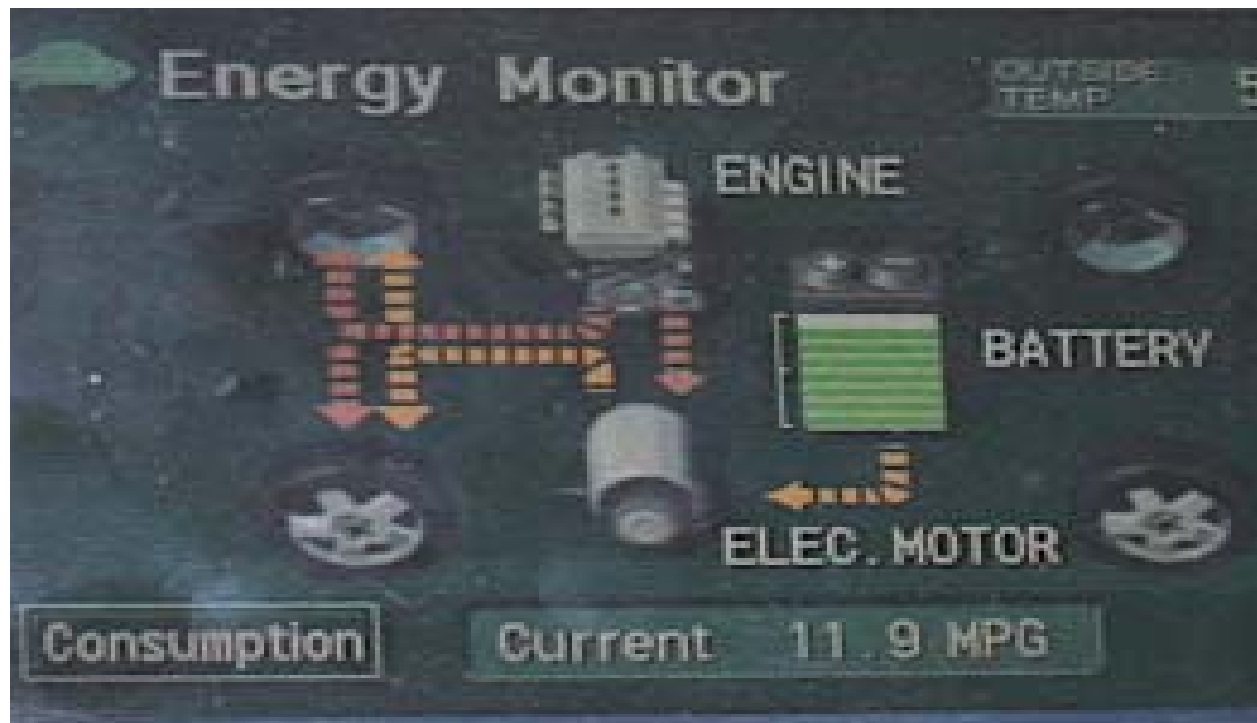 Energy Monitor
OUTSIDE
TEMP
ENGINE
BATTERY
ELEC. MOTOR
Consumption
Current 11.9 MPG